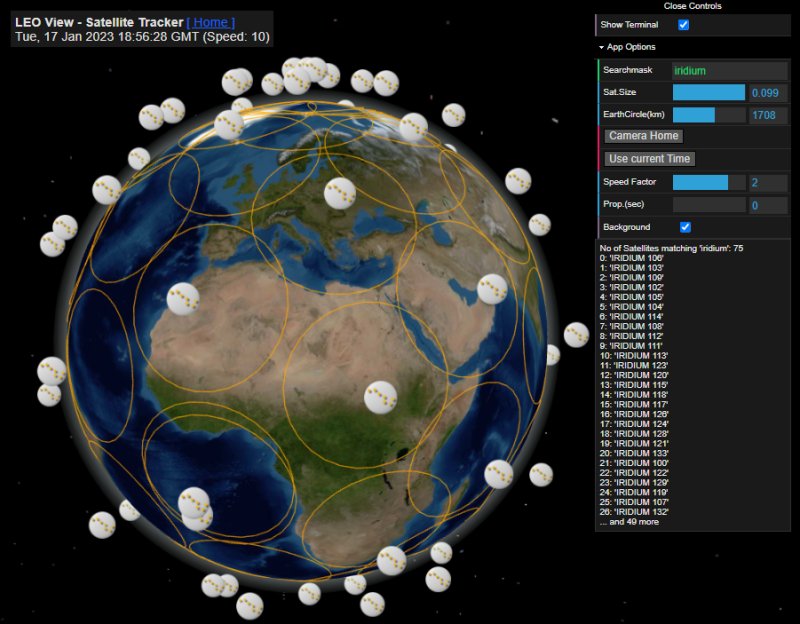 LEO View - Satellite Tracker [ Home ]
Tue, 17 Jan 2023 18:56:28 GMT (Speed: 10)
Close Controls
Show Terminal
App Options
Searchmask iridium
Sat.Size 0.099
EarthCircle(km) 1708
Camera Home
Use current Time
Speed Factor 2
Prop.(sec) 0
Background
No of Satellites matching 'iridium': 75
0: 'IRIDIUM 106'
1: 'IRIDIUM 103'
2: 'IRIDIUM 109'
3: 'IRIDIUM 102'
4: 'IRIDIUM 105'
5: 'IRIDIUM 104'
6: 'IRIDIUM 114'
7: 'IRIDIUM 108'
8: 'IRIDIUM 112'
9: 'IRIDIUM 111'
10: 'IRIDIUM 113'
11: 'IRIDIUM 123'
12: 'IRIDIUM 120'
13: 'IRIDIUM 115'
14: 'IRIDIUM 118'
15: 'IRIDIUM 117'
16: 'IRIDIUM 126'
17: 'IRIDIUM 124'
18: 'IRIDIUM 128'
19: 'IRIDIUM 121'
20: 'IRIDIUM 133'
21: 'IRIDIUM 100'
22: 'IRIDIUM 122'
23: 'IRIDIUM 129'
24: 'IRIDIUM 119'
25: 'IRIDIUM 107'
26: 'IRIDIUM 132'
... and 49 more